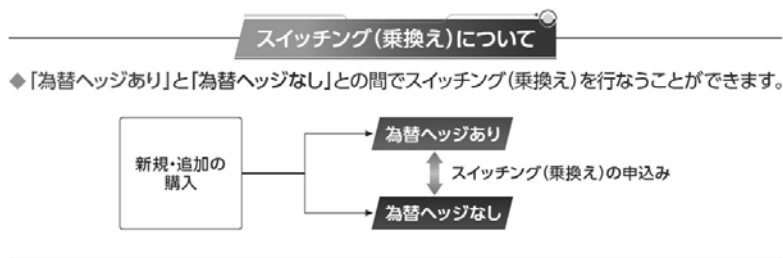 スイッチング（乗換え）について
◆「為替ヘッジあり」と「為替ヘッジなし」との間でスイッチング（乗換え）を行なうことができます。
新規・追加の
購入
為替ヘッジあり
スイッチング（乗換え）の申込み
為替ヘッジなし